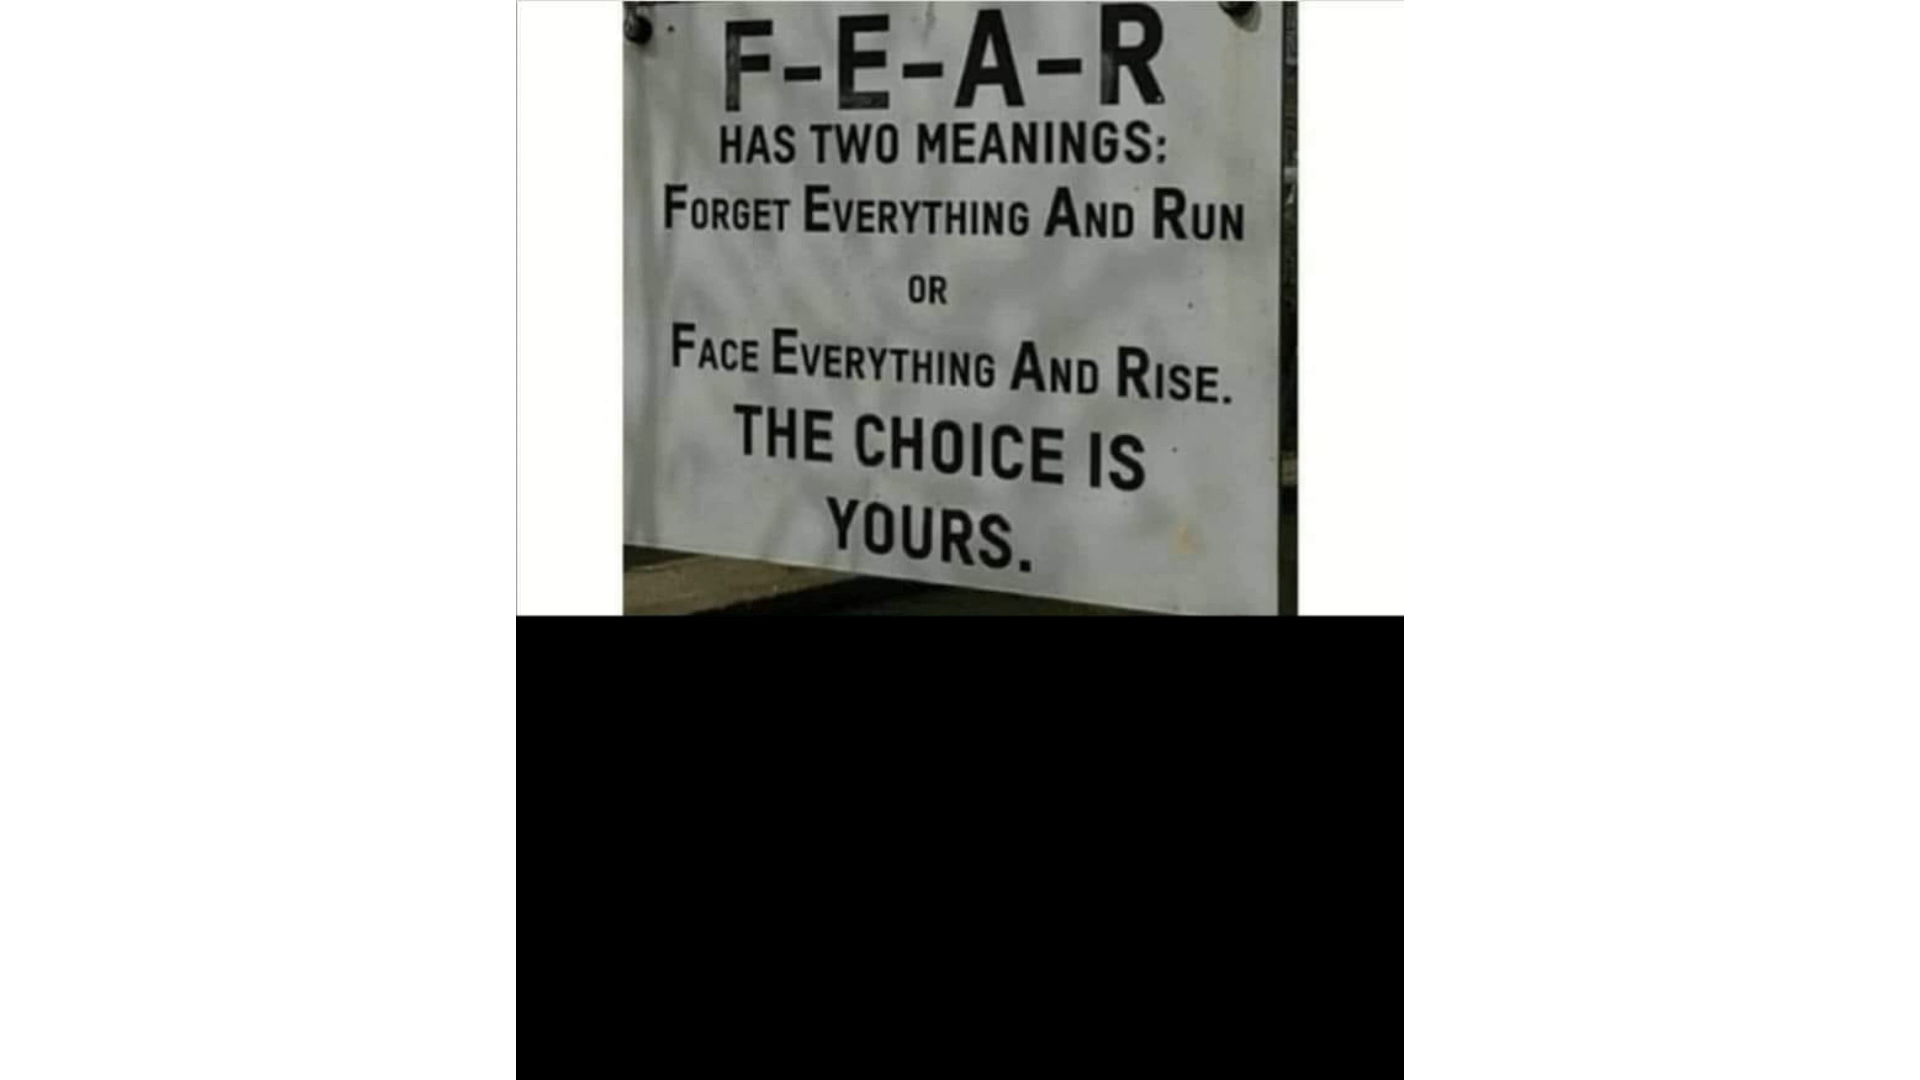 F-E-A-R
HAS TWO MEANINGS:
FORGET EVERYTHING AND RUN
OR
FACE EVERYTHING AND RISE.
THE CHOICE IS
YOURS.